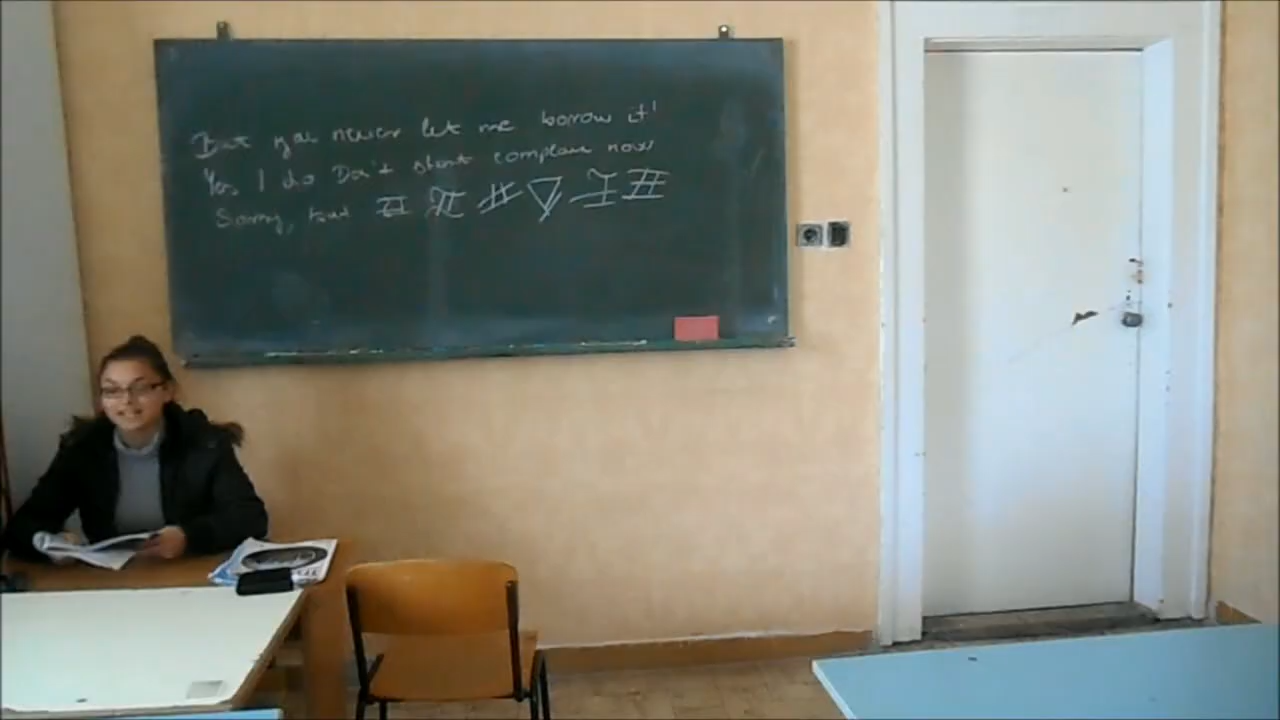 But you never let me borrow it!
Yes I do Don't start complain now
Sorry, but